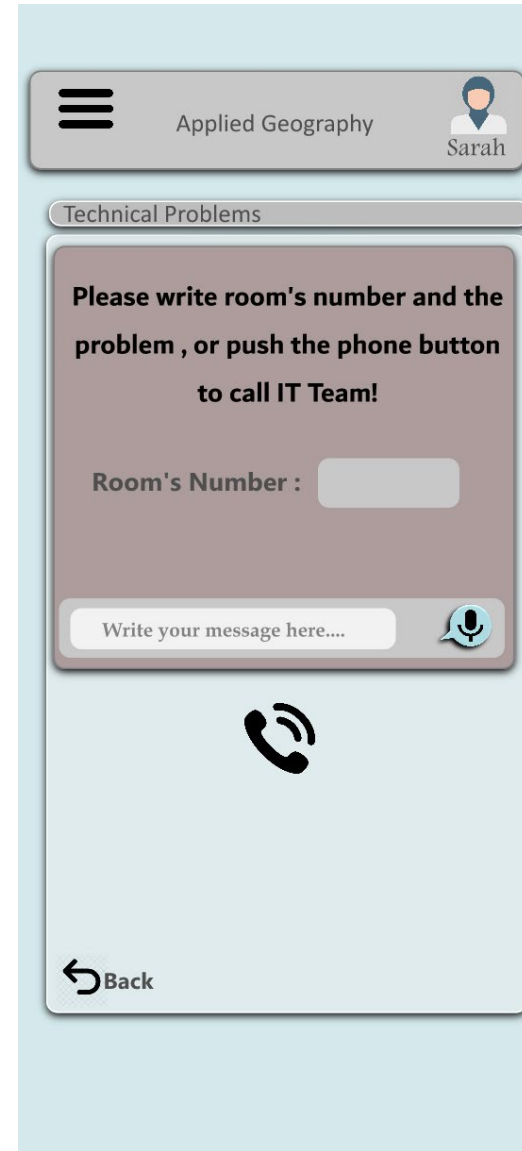 Applied Geography
Sarah
Technical Problems
Please write room's number and the
problem , or push the phone button
to call IT Team!
Room's Number :
Write your message here....
Back